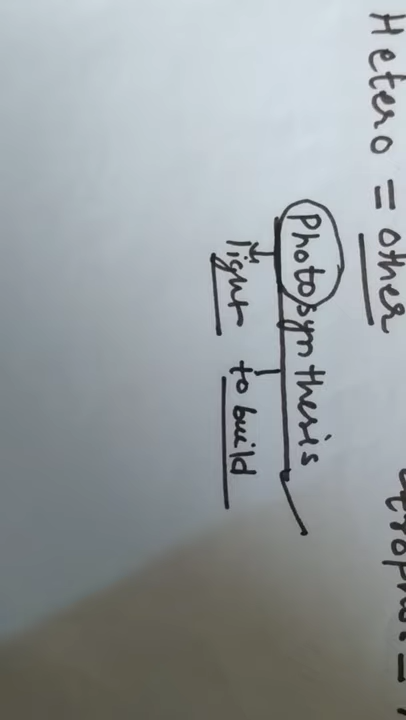 Hetero = other
Photosynthesis
light to build